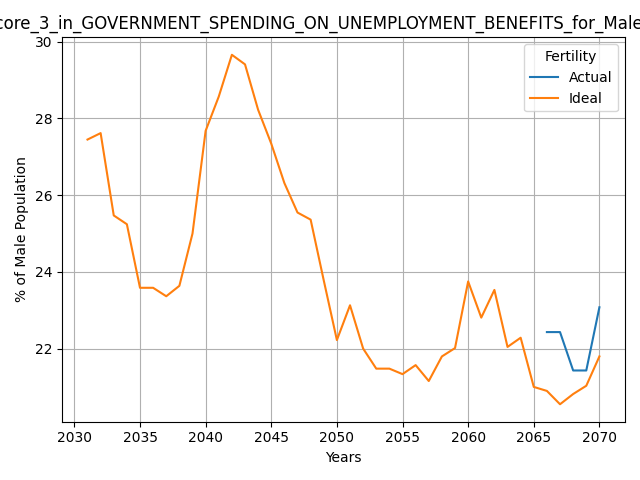 core_3_in_GOVERNMENT_SPENDING_ON_UNEMPLOYMENT_BENEFITS_for_Male
Fertility
Actual
Ideal
% of Male Population
30
28
26
24
22
2030 2035 2040 2045 2050 2055 2060 2065 2070
Years